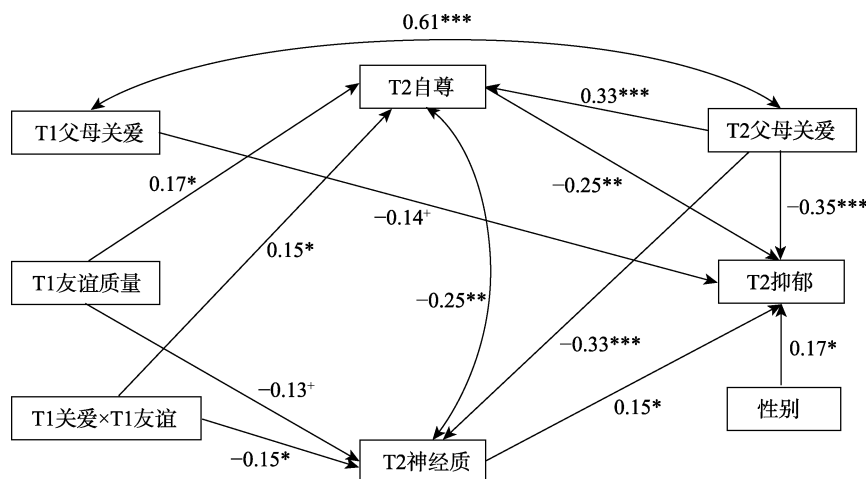 0.61***
T2自尊
0.33***
T1父母关爱
T2父母关爱
0.17*
−0.25**
−0.14⁺
−0.35***
0.15*
T1友谊质量
T2抑郁
−0.25**
−0.33***
0.17*
−0.13⁺
0.15*
T1关爱×T1友谊
性别
−0.15*
T2神经质